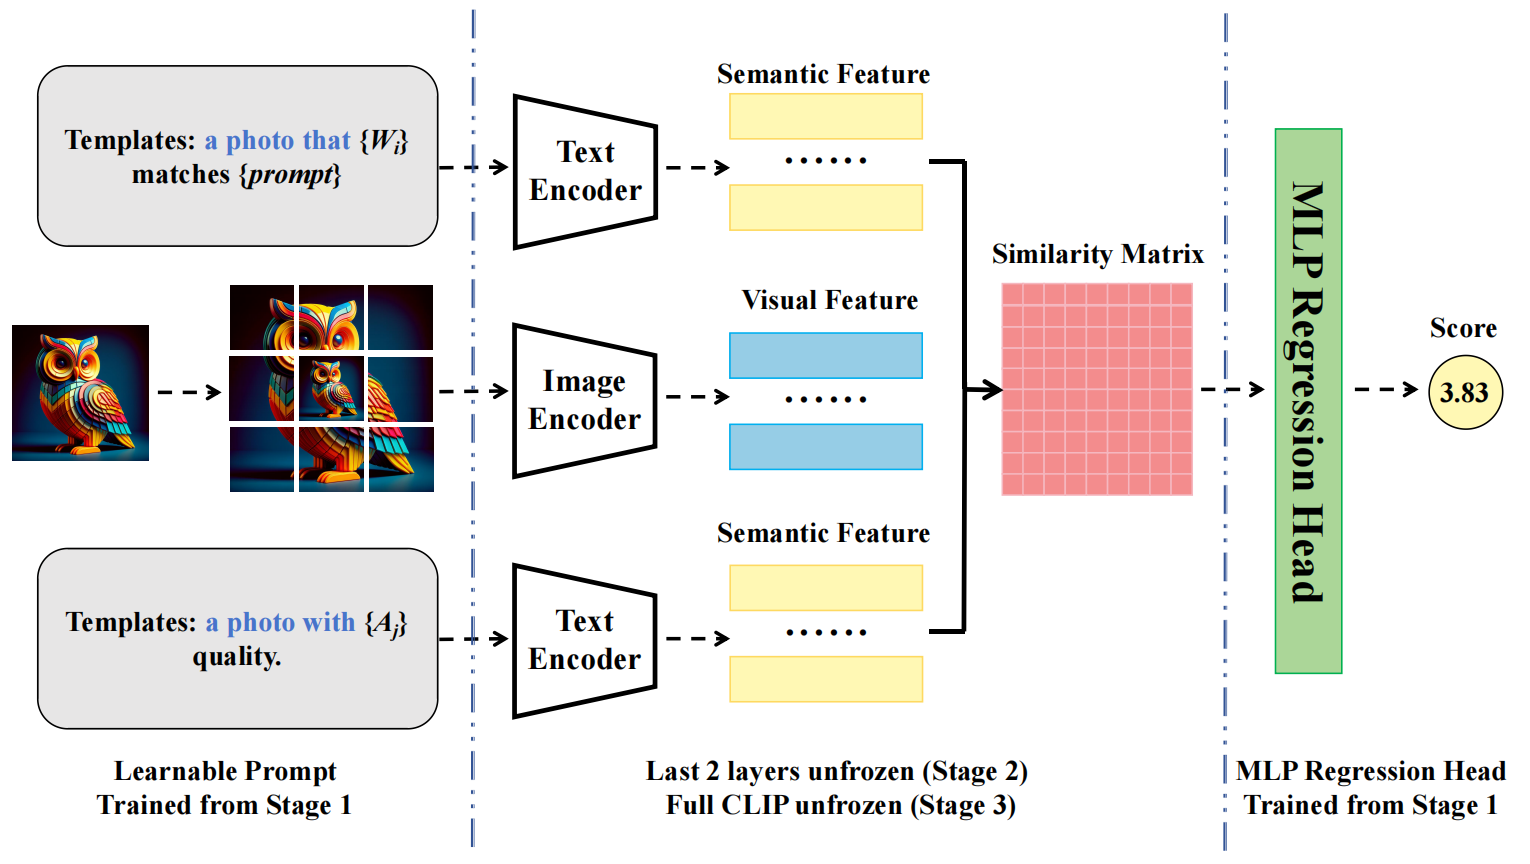 Templates: a photo that {Wi}
matches {prompt}
Text
Encoder
Semantic Feature
......
Image
Encoder
Visual Feature
......
Templates: a photo with {Aj}
quality.
Text
Encoder
Semantic Feature
......
Similarity Matrix
MLP Regression Head
Score
3.83
Learnable Prompt
Trained from Stage 1
Last 2 layers unfrozen (Stage 2)
Full CLIP unfrozen (Stage 3)
MLP Regression Head
Trained from Stage 1